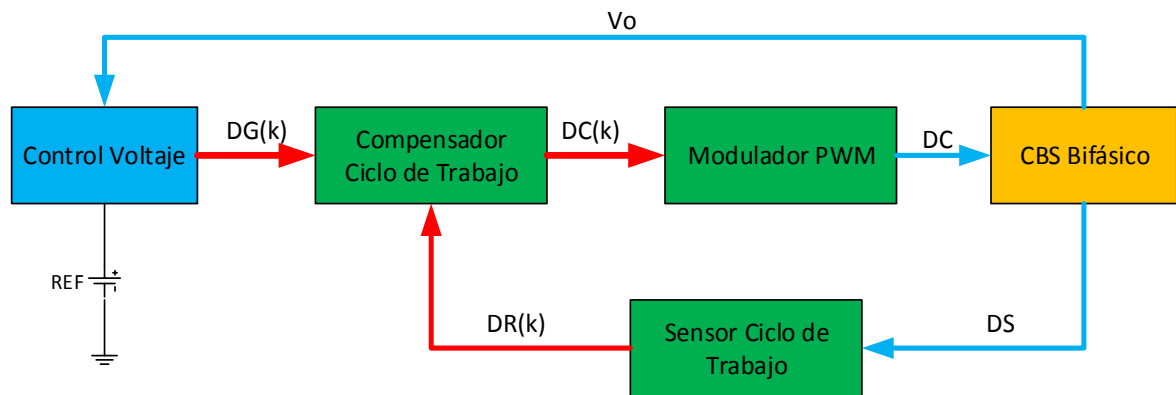 Vo
Control Voltaje
DG(k)
Compensador
Ciclo de Trabajo
DC(k)
Modulador PWM
DC
CBS Bifásico
REF
+
DR(k)
Sensor Ciclo de
Trabajo
DS